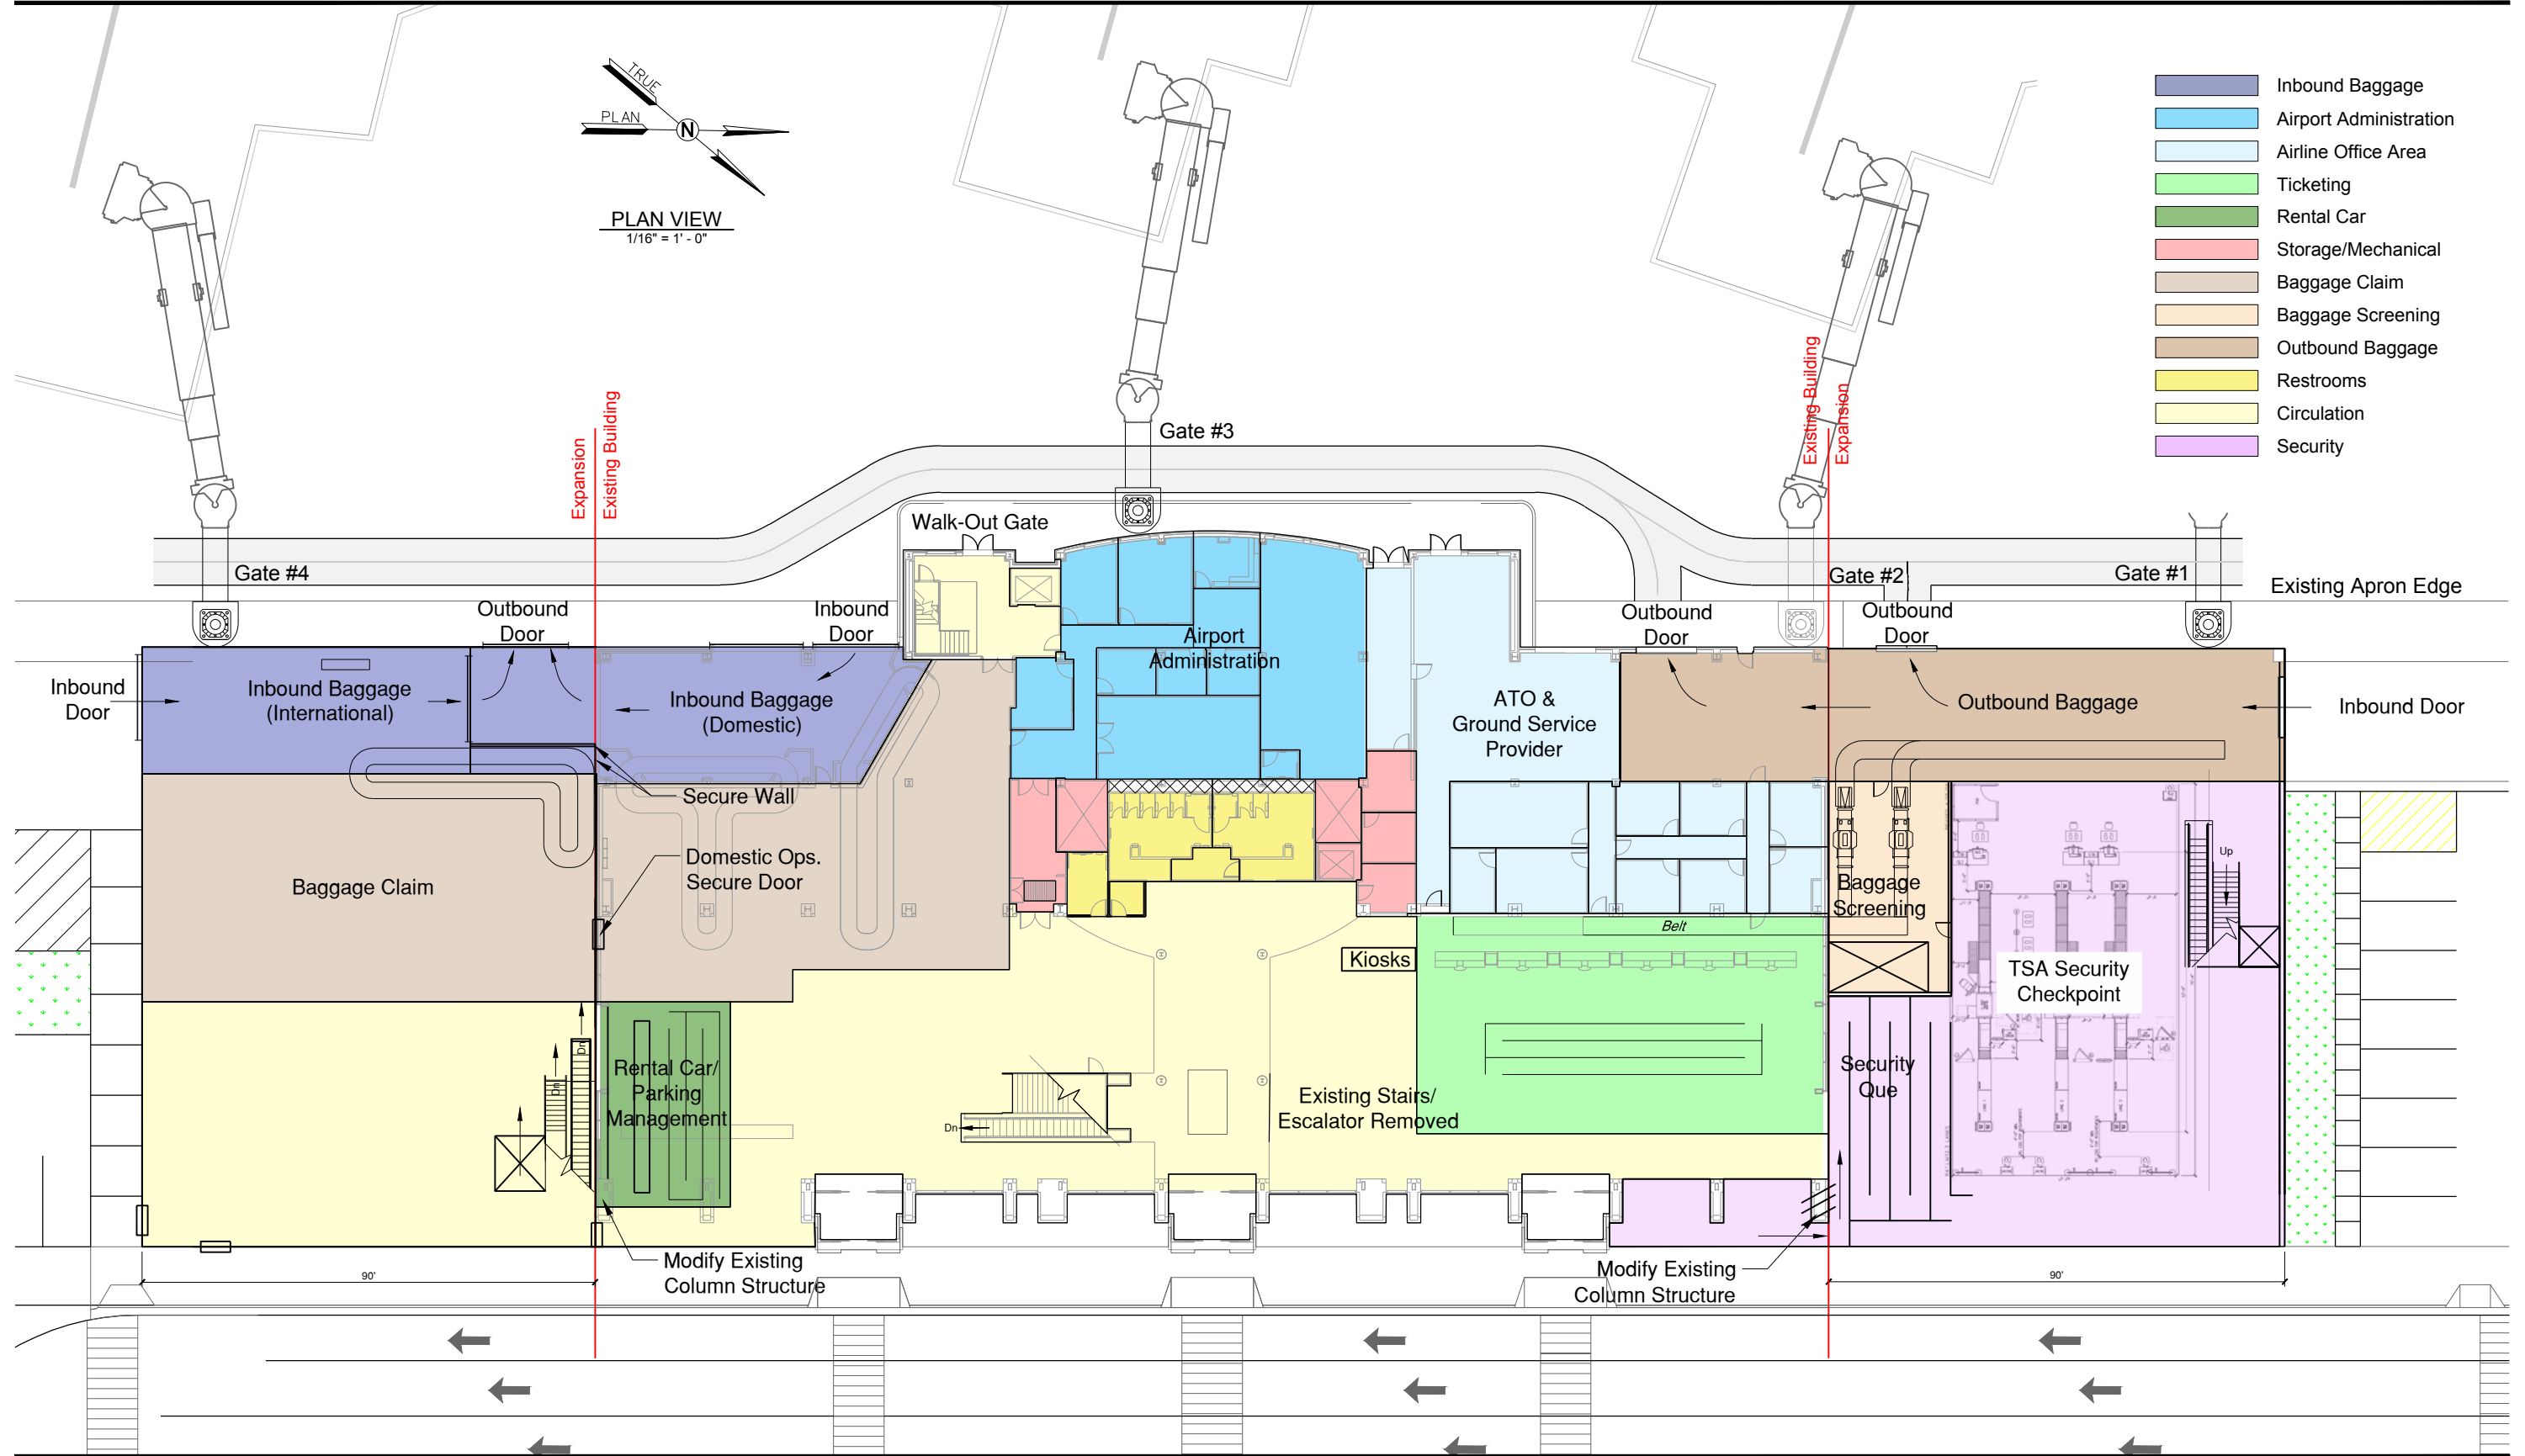 TRUE
PLAN
N
PLAN VIEW
1/16" = 1' - 0"
Inbound Baggage
Airport Administration
Airline Office Area
Ticketing
Rental Car
Storage/Mechanical
Baggage Claim
Baggage Screening
Outbound Baggage
Restrooms
Circulation
Security
Expansion
Existing Building
Existing Building
Expansion
Gate #3
Walk-Out Gate
Gate #4
Gate #2
Gate #1
Existing Apron Edge
Outbound
Door
Inbound
Door
Outbound
Door
Outbound
Door
Inbound
Door
Inbound Baggage
(International)
Inbound Baggage
(Domestic)
Airport
Administration
ATO &
Ground Service
Provider
Outbound Baggage
Inbound Door
Secure Wall
Domestic Ops.
Secure Door
Baggage Claim
Baggage
Screening
Up
Belt
Kiosks
TSA Security
Checkpoint
Dn
Dn
Rental Car/
Parking
Management
Dn
Existing Stairs/
Escalator Removed
Security
Que
Modify Existing
Column Structure
Modify Existing
Column Structure
90'
90'